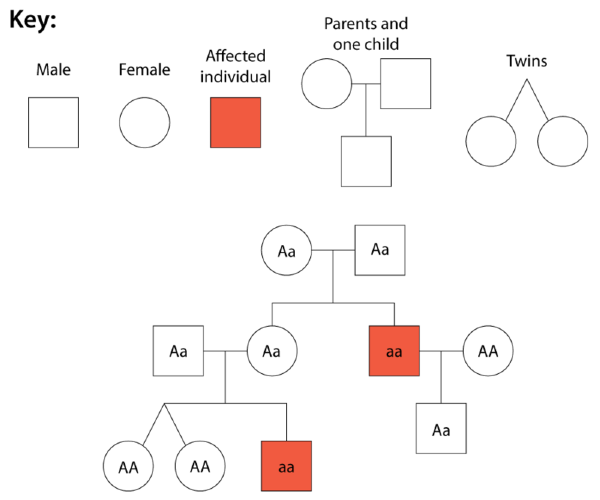 Key:
Male
Female
Affected
individual
Parents and
one child
Twins
Aa
Aa
Aa
Aa
aa
AA
Aa
AA
AA
aa